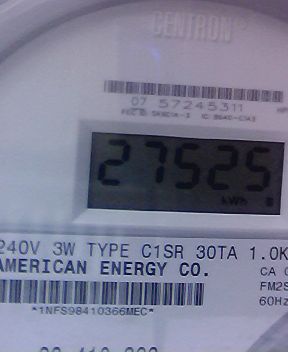 CENTRON®
07 57245311
27525
kWh
240V 3W TYPE C1SR 30TA 1.0K
AMERICAN ENERGY CO.
CA
FM2S
60Hz
*1NFS98410366MEC*